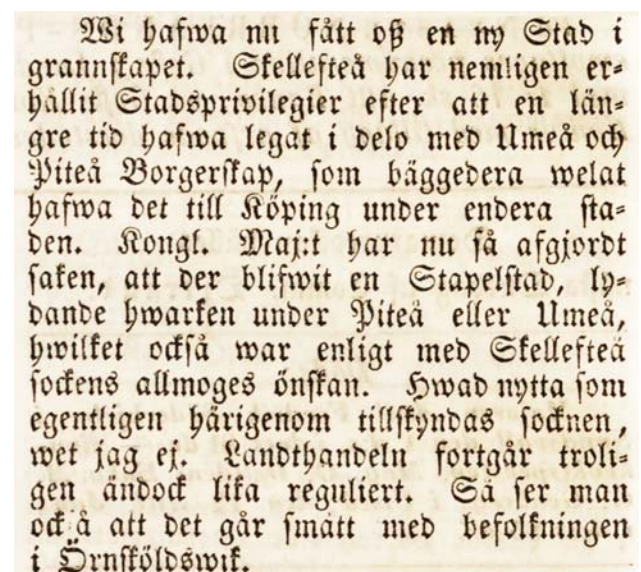 Wi hafwa nu fått oß en ny Stad i
grannskapet. Skellefteå har nemligen er-
hållit Stadsprivilegier efter att en län-
gre tid hafwa legat i delo med Umeå och
Piteå Borgerskap, som bäggedera welat
hafwa det till Köping under endera sta-
den. Kongl. Maj:t har nu så afgjordt
saken, att der blifwit en Stapelstad, ly-
dande hwarken under Piteå eller Umeå,
hwilket också war enligt med Skellefteå
sockens allmoges önskan. Hwad nytta som
egentligen härigenom tillskyndas socknen,
wet jag ej. Landthandeln fortgår troli-
gen ändock lika reguliert. Så ser man
ock å att det går smått med befolkningen
i Örnsköldswik.